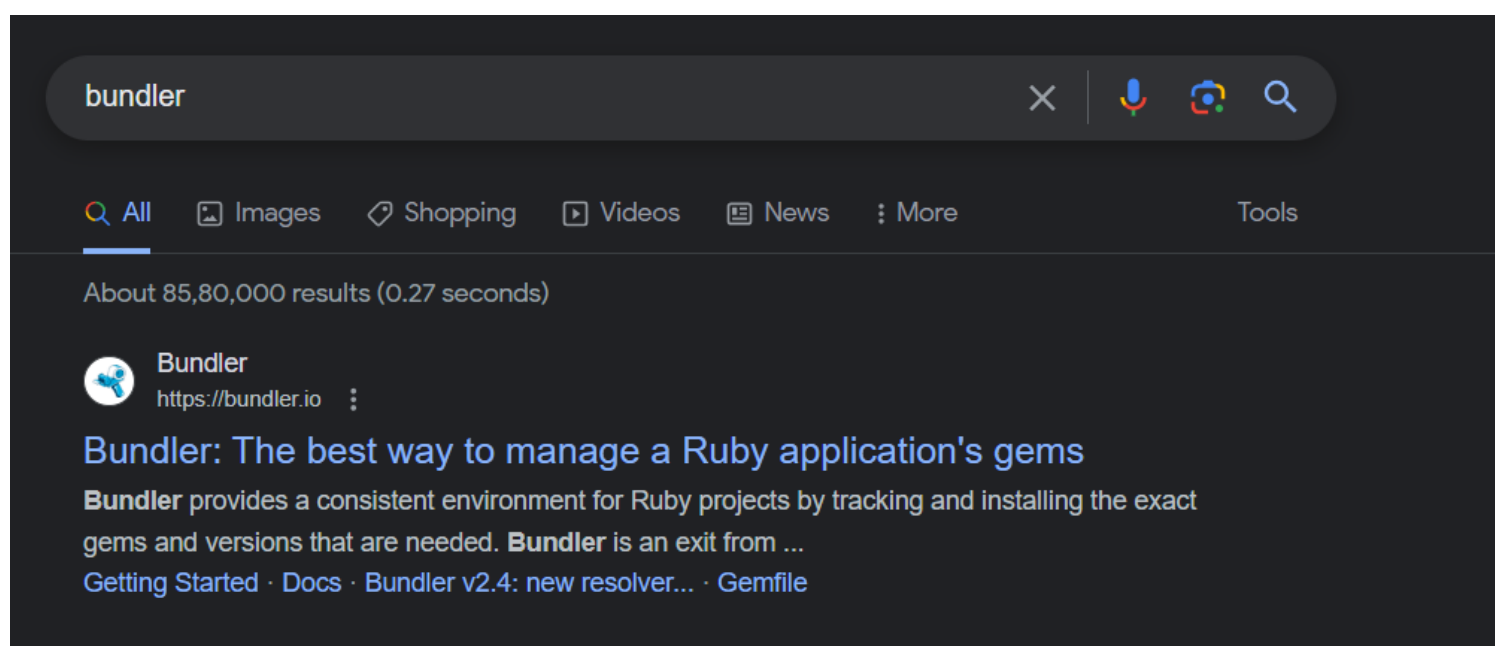 bundler
All Images Shopping Videos News More Tools
About 85,80,000 results (0.27 seconds)
Bundler
https://bundler.io
Bundler: The best way to manage a Ruby application's gems
Bundler provides a consistent environment for Ruby projects by tracking and installing the exact
gems and versions that are needed. Bundler is an exit from ...
Getting Started · Docs · Bundler v2.4: new resolver... · Gemfile